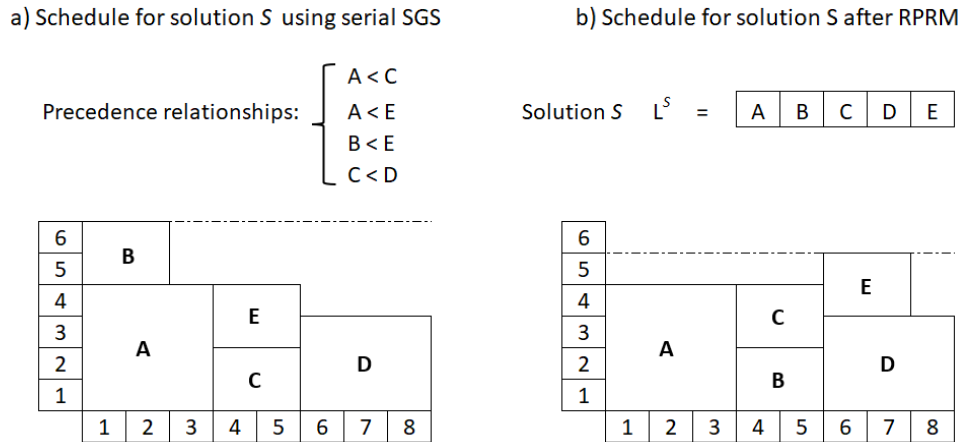 a) Schedule for solution S using serial SGS
b) Schedule for solution S after RPRM
Precedence relationships:
A < C
A < E
B < E
C < D
Solution S L^S = A B C D E
6
5
4
3
2
1
B
A
E
C
D
1 2 3 4 5 6 7 8
6
5
4
3
2
1
A
C
B
E
D
1 2 3 4 5 6 7 8